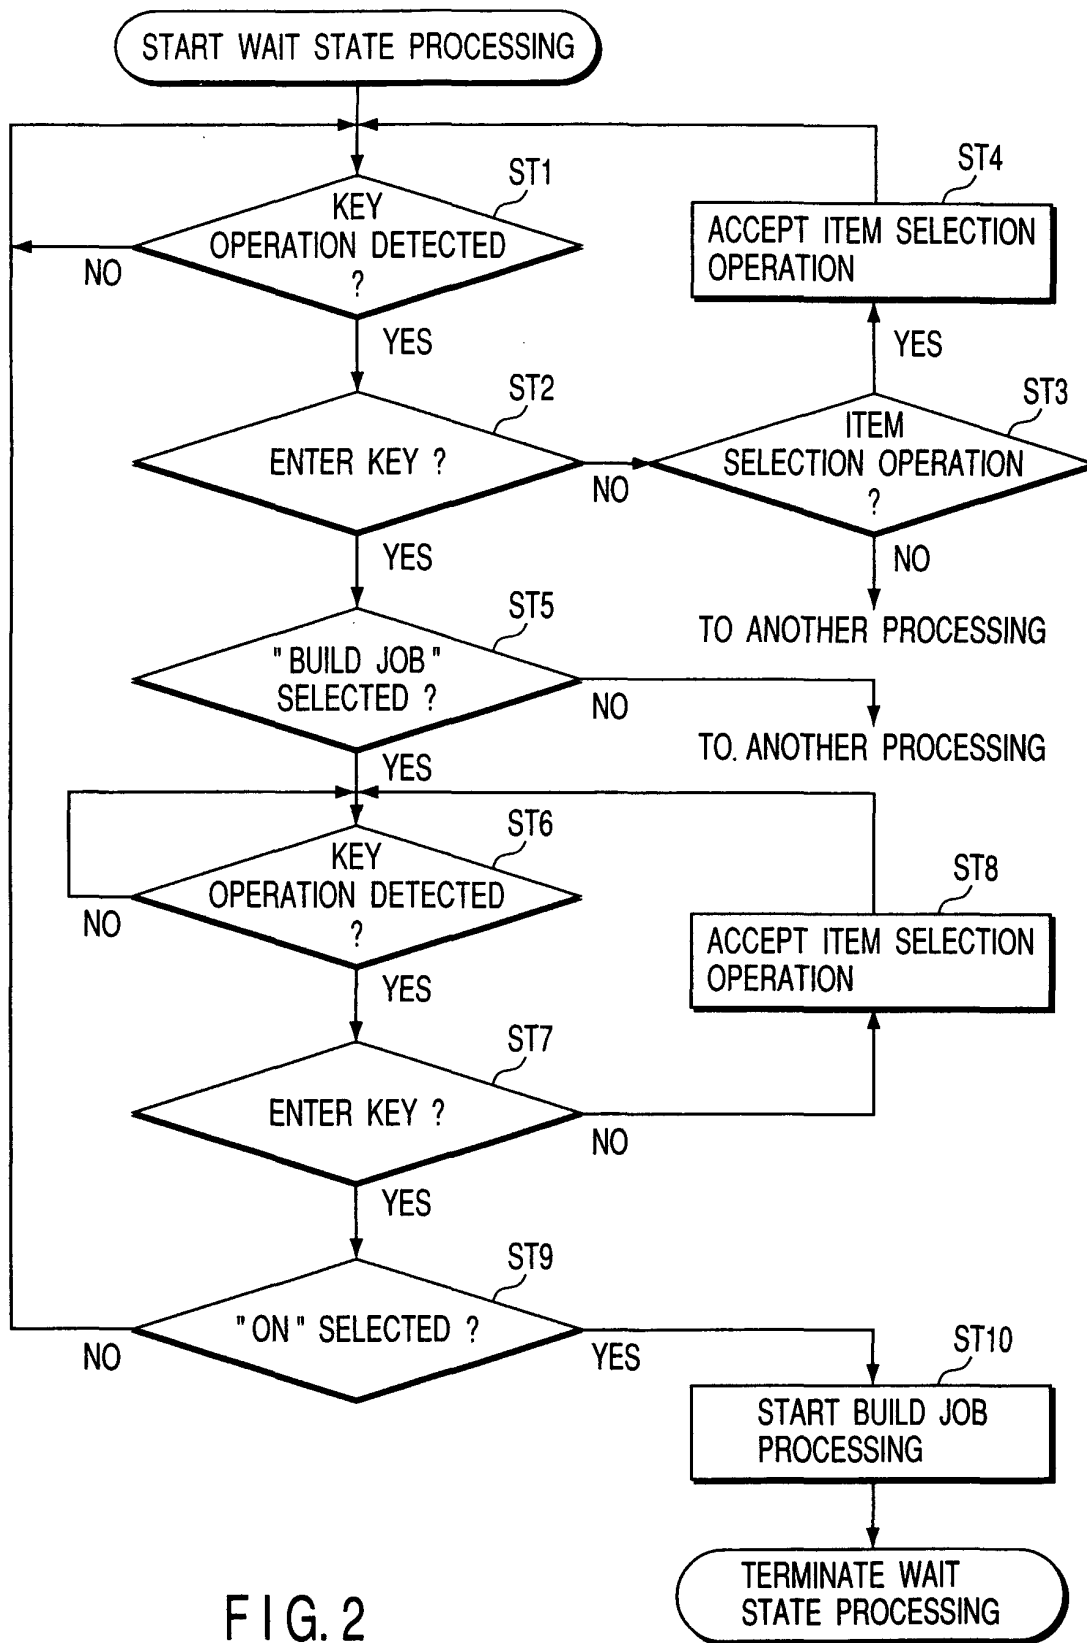 START WAIT STATE PROCESSING
ST1
KEY
OPERATION DETECTED
?
NO
YES
ST4
ACCEPT ITEM SELECTION
OPERATION
YES
ST2
ENTER KEY ?
NO
YES
ST3
ITEM
SELECTION OPERATION
?
NO
TO ANOTHER PROCESSING
ST5
"BUILD JOB"
SELECTED ?
NO
TO. ANOTHER PROCESSING
YES
ST6
KEY
OPERATION DETECTED
?
NO
YES
ST8
ACCEPT ITEM SELECTION
OPERATION
ST7
ENTER KEY ?
NO
YES
ST9
"ON" SELECTED ?
NO
YES
ST10
START BUILD JOB
PROCESSING
TERMINATE WAIT
STATE PROCESSING
FIG. 2